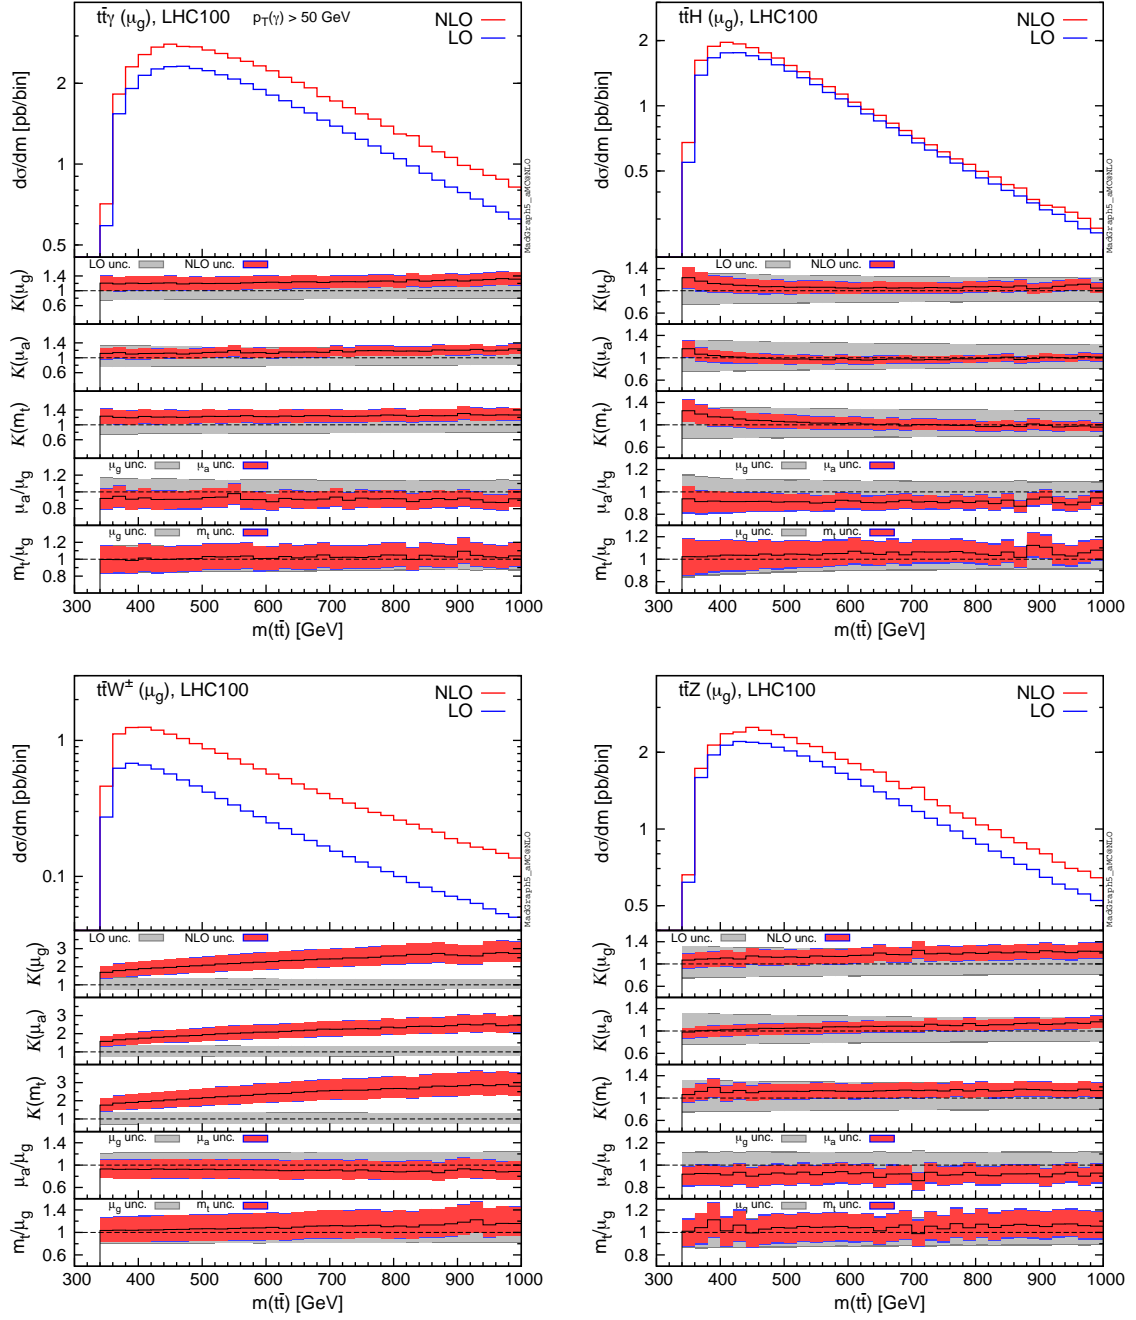 tt̄γ (μg), LHC100 pT(γ) > 50 GeV
NLO
LO
2
1
0.5
dσ/dm [pb/bin]
MadGraph5_aMC@NLO
LO unc. NLO unc.
1.4
1
0.6
K(μg)
1.4
1
0.6
K(μa)
1.4
1
0.6
K(mt)
μg unc. μa unc.
1.2
1
0.8
μa/μg
μg unc. mt unc.
1.2
1
0.8
mt/μg
300 400 500 600 700 800 900 1000
m(tt̄) [GeV]
tt̄H (μg), LHC100
NLO
LO
2
1
0.5
dσ/dm [pb/bin]
MadGraph5_aMC@NLO
LO unc. NLO unc.
1.4
1
0.6
K(μg)
1.4
1
0.6
K(μa)
1.4
1
0.6
K(mt)
μg unc. μa unc.
1.2
1
0.8
μa/μg
μg unc. mt unc.
1.2
1
0.8
mt/μg
300 400 500 600 700 800 900 1000
m(tt̄) [GeV]
tt̄W± (μg), LHC100
NLO
LO
1
0.1
dσ/dm [pb/bin]
MadGraph5_aMC@NLO
LO unc. NLO unc.
3
2
1
K(μg)
3
2
1
K(μa)
3
2
1
K(mt)
μg unc. μa unc.
1.4
1
0.6
μa/μg
μg unc. mt unc.
1.4
1
0.6
mt/μg
300 400 500 600 700 800 900 1000
m(tt̄) [GeV]
tt̄Z (μg), LHC100
NLO
LO
2
1
0.5
dσ/dm [pb/bin]
MadGraph5_aMC@NLO
LO unc. NLO unc.
1.4
1
0.6
K(μg)
1.4
1
0.6
K(μa)
1.4
1
0.6
K(mt)
μg unc. μa unc.
1.2
1
0.8
μa/μg
μg unc. mt unc.
1.2
1
0.8
mt/μg
300 400 500 600 700 800 900 1000
m(tt̄) [GeV]